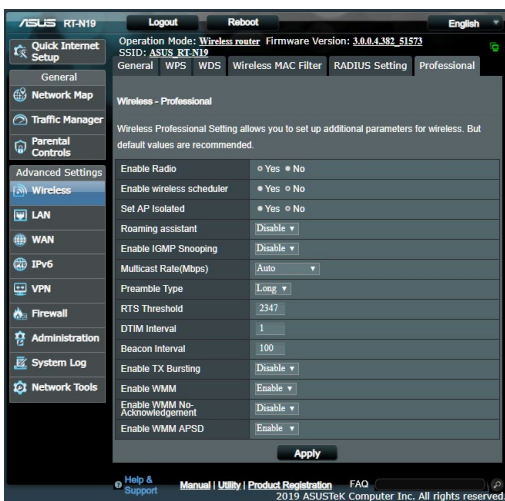 ASUS RT-N19
Logout
Reboot
English
Operation Mode: Wireless router Firmware Version: 3.0.0.4.382_51573
SSID: ASUS_RT-N19
Quick Internet
Setup
General
Network Map
Traffic Manager
Parental
Controls
Advanced Settings
Wireless
LAN
WAN
IPv6
VPN
Firewall
Administration
System Log
Network Tools
General WPS WDS Wireless MAC Filter RADIUS Setting Professional
Wireless - Professional
Wireless Professional Setting allows you to set up additional parameters for wireless. But
default values are recommended.
Enable Radio Yes No
Enable wireless scheduler Yes No
Set AP Isolated Yes No
Roaming assistant Disable
Enable IGMP Snooping Disable
Multicast Rate(Mbps) Auto
Preamble Type Long
RTS Threshold 2347
DTIM Interval 1
Beacon Interval 100
Enable TX Bursting Disable
Enable WMM Enable
Enable WMM No-
Acknowledgement Disable
Enable WMM APSD Enable
Apply
Help &
Support
Manual | Utility | Product Registration FAQ
2019 ASUSTeK Computer Inc. All rights reserved